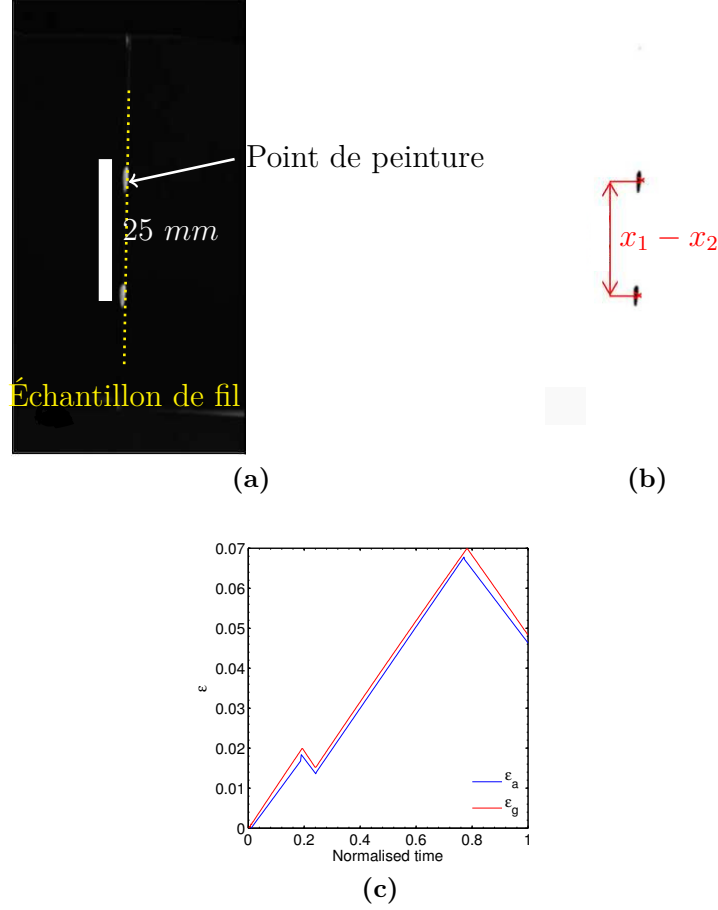 Point de peinture
25 mm
Échantillon de fil
x₁ − x₂
(a)
(b)
0.07
0.06
0.05
0.04
0.03
0.02
0.01
0
ε
εₐ
ε_g
0 0.2 0.4 0.6 0.8 1
Normalised time
(c)